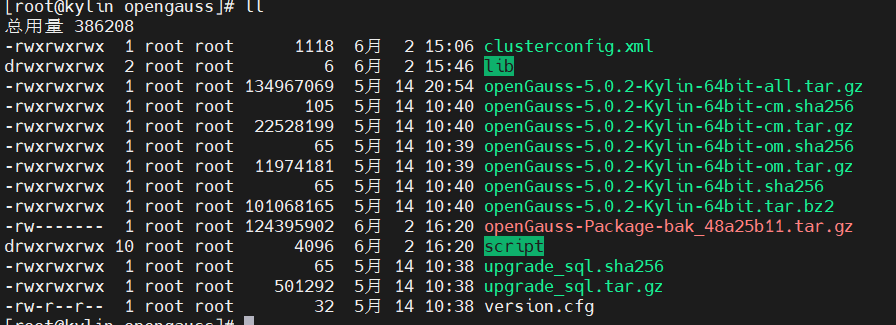 [root@kylin opengauss]# ll
总用量 386208
-rwxrwxrwx 1 root root 1118 6月 2 15:06 clusterconfig.xml
drwxrwxrwx 2 root root 6 6月 2 15:46 lib
-rwxrwxrwx 1 root root 134967069 5月 14 20:54 openGauss-5.0.2-Kylin-64bit-all.tar.gz
-rwxrwxrwx 1 root root 105 5月 14 10:40 openGauss-5.0.2-Kylin-64bit-cm.sha256
-rwxrwxrwx 1 root root 22528199 5月 14 10:40 openGauss-5.0.2-Kylin-64bit-cm.tar.gz
-rwxrwxrwx 1 root root 65 5月 14 10:39 openGauss-5.0.2-Kylin-64bit-om.sha256
-rwxrwxrwx 1 root root 11974181 5月 14 10:39 openGauss-5.0.2-Kylin-64bit-om.tar.gz
-rwxrwxrwx 1 root root 65 5月 14 10:40 openGauss-5.0.2-Kylin-64bit.sha256
-rwxrwxrwx 1 root root 101068165 5月 14 10:40 openGauss-5.0.2-Kylin-64bit.tar.bz2
-rw------- 1 root root 124395902 6月 2 16:20 openGauss-Package-bak_48a25b11.tar.gz
drwxrwxrwx 10 root root 4096 6月 2 16:20 script
-rwxrwxrwx 1 root root 65 5月 14 10:38 upgrade_sql.sha256
-rwxrwxrwx 1 root root 501292 5月 14 10:38 upgrade_sql.tar.gz
-rw-r--r-- 1 root root 32 5月 14 10:38 version.cfg
[root@kylin opengauss]#